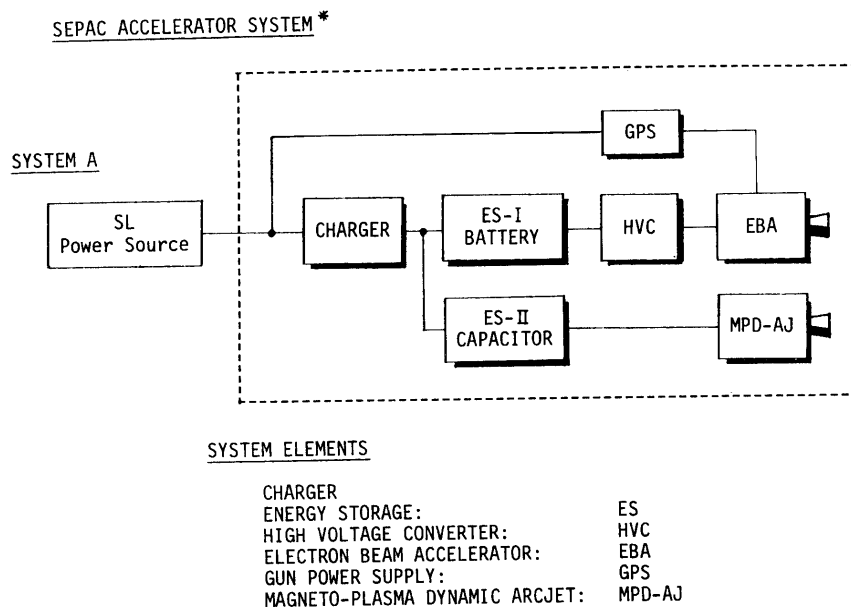 SEPAC ACCELERATOR SYSTEM*
SYSTEM A
GPS
SL
Power Source
CHARGER
ES-I
BATTERY
HVC
EBA
ES-II
CAPACITOR
MPD-AJ
SYSTEM ELEMENTS
CHARGER
ENERGY STORAGE: ES
HIGH VOLTAGE CONVERTER: HVC
ELECTRON BEAM ACCELERATOR: EBA
GUN POWER SUPPLY: GPS
MAGNETO-PLASMA DYNAMIC ARCJET: MPD-AJ